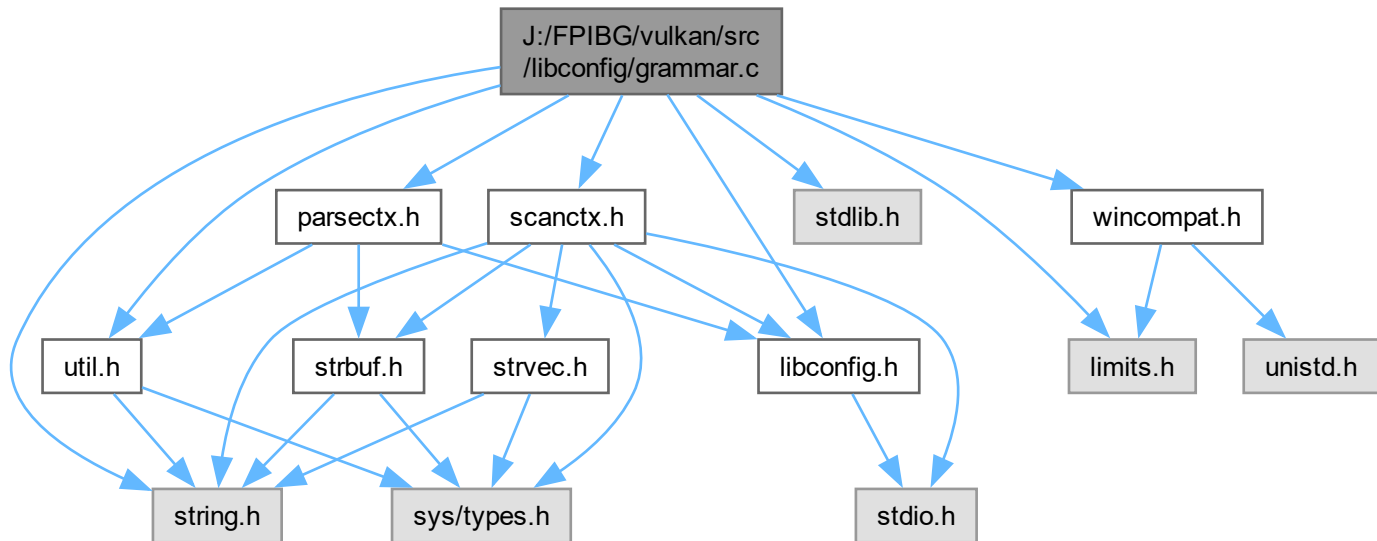 J:/FPIBG/vulkan/src
/libconfig/grammar.c
parsectx.h
scanctx.h
stdlib.h
wincompat.h
util.h
strbuf.h
strvec.h
libconfig.h
limits.h
unistd.h
string.h
sys/types.h
stdio.h